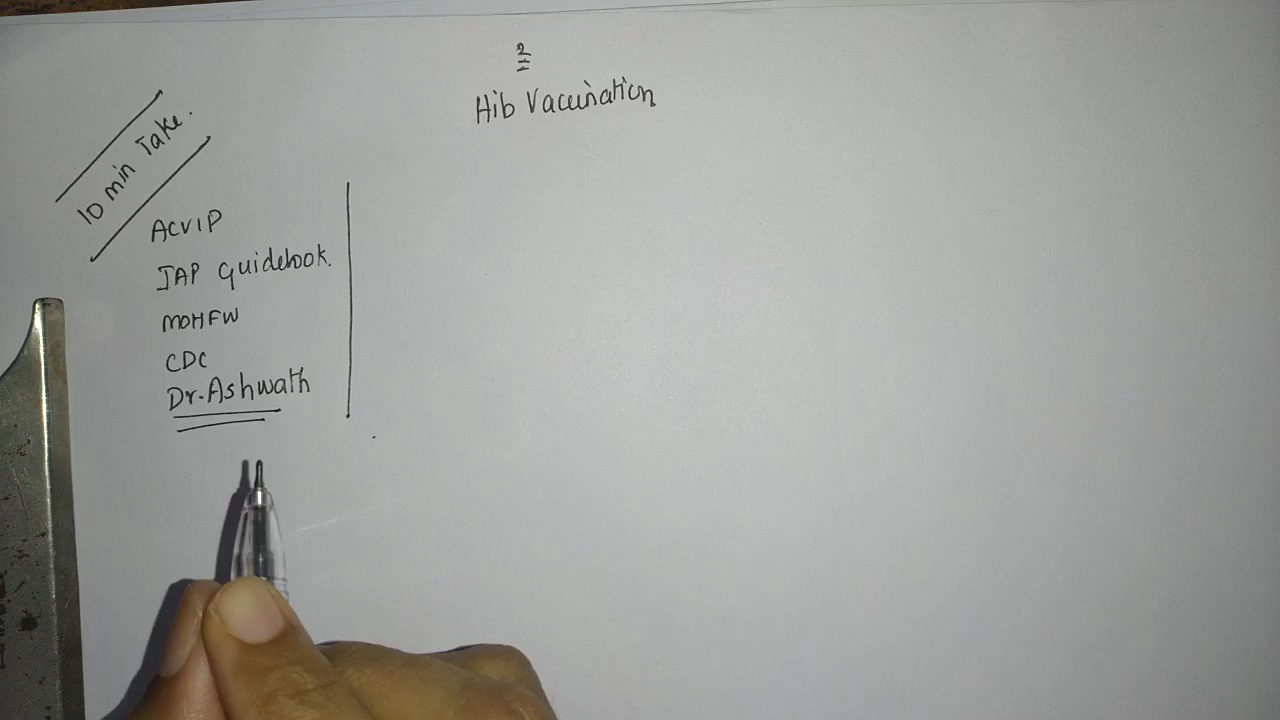 2
Hib Vaccination
10 min Take.
ACVIP
IAP guidebook.
MOHFW
CDC
Dr. Ashwath